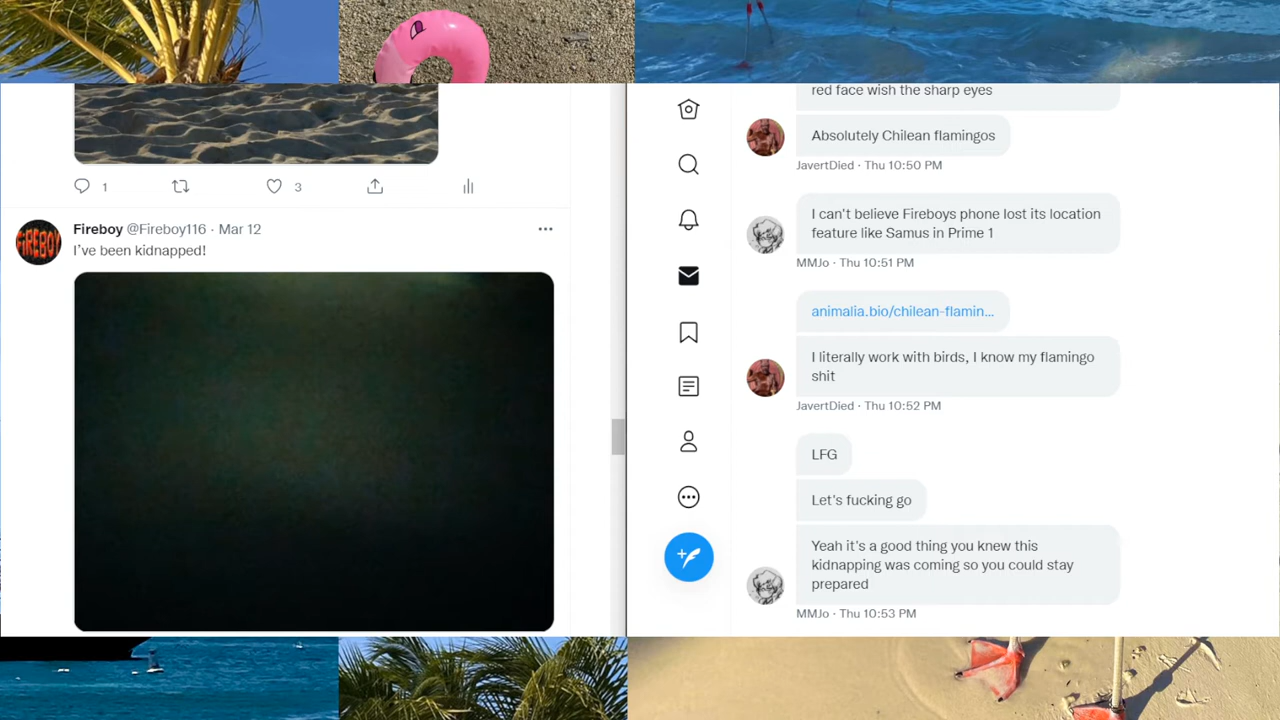 1
3
Fireboy @Fireboy116 · Mar 12
I've been kidnapped!
FIREBOY
red face wish the sharp eyes
Absolutely Chilean flamingos
JavertDied · Thu 10:50 PM
I can't believe Fireboys phone lost its location
feature like Samus in Prime 1
MMJo · Thu 10:51 PM
animalia.bio/chilean-flamin...
I literally work with birds, I know my flamingo
shit
JavertDied · Thu 10:52 PM
LFG
Let's fucking go
Yeah it's a good thing you knew this
kidnapping was coming so you could stay
prepared
MMJo · Thu 10:53 PM